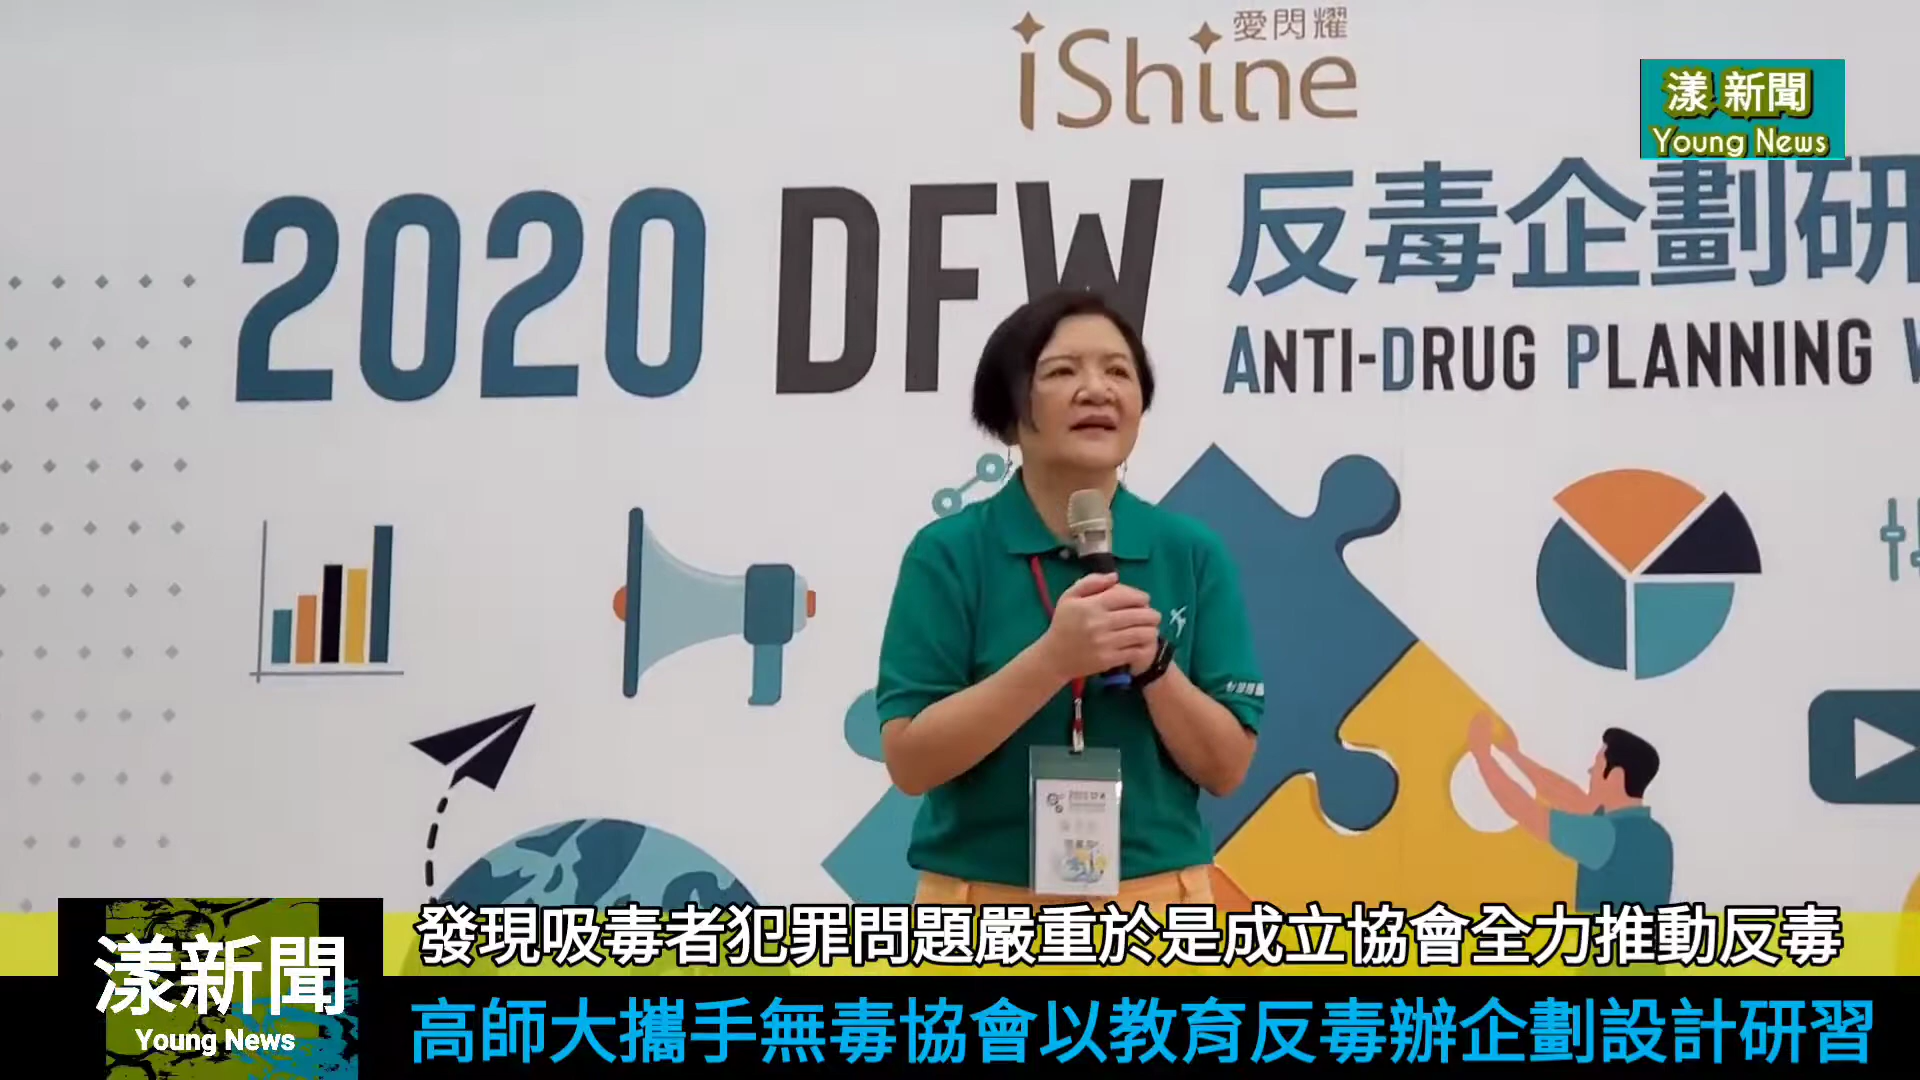 愛閃耀
iShine
漾 新聞
Young News
2020 DFW 反毒企劃研
ANTI-DRUG PLANNING
發現吸毒者犯罪問題嚴重於是成立協會全力推動反毒
漾新聞
Young News
高師大攜手無毒協會以教育反毒辦企劃設計研習